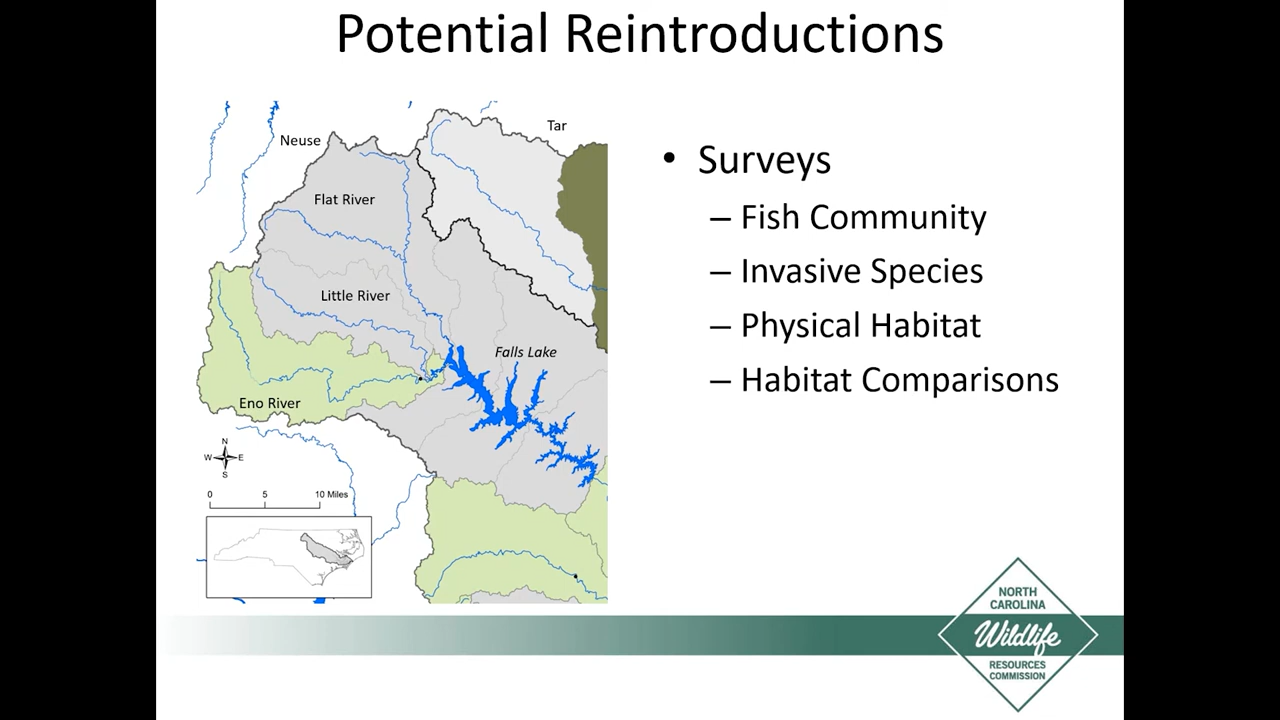 Potential Reintroductions
Tar
Neuse
Flat River
Little River
Falls Lake
Eno River
N
W E
S
0 5 10 Miles
• Surveys
– Fish Community
– Invasive Species
– Physical Habitat
– Habitat Comparisons
NORTH
CAROLINA
Wildlife
RESOURCES
COMMISSION